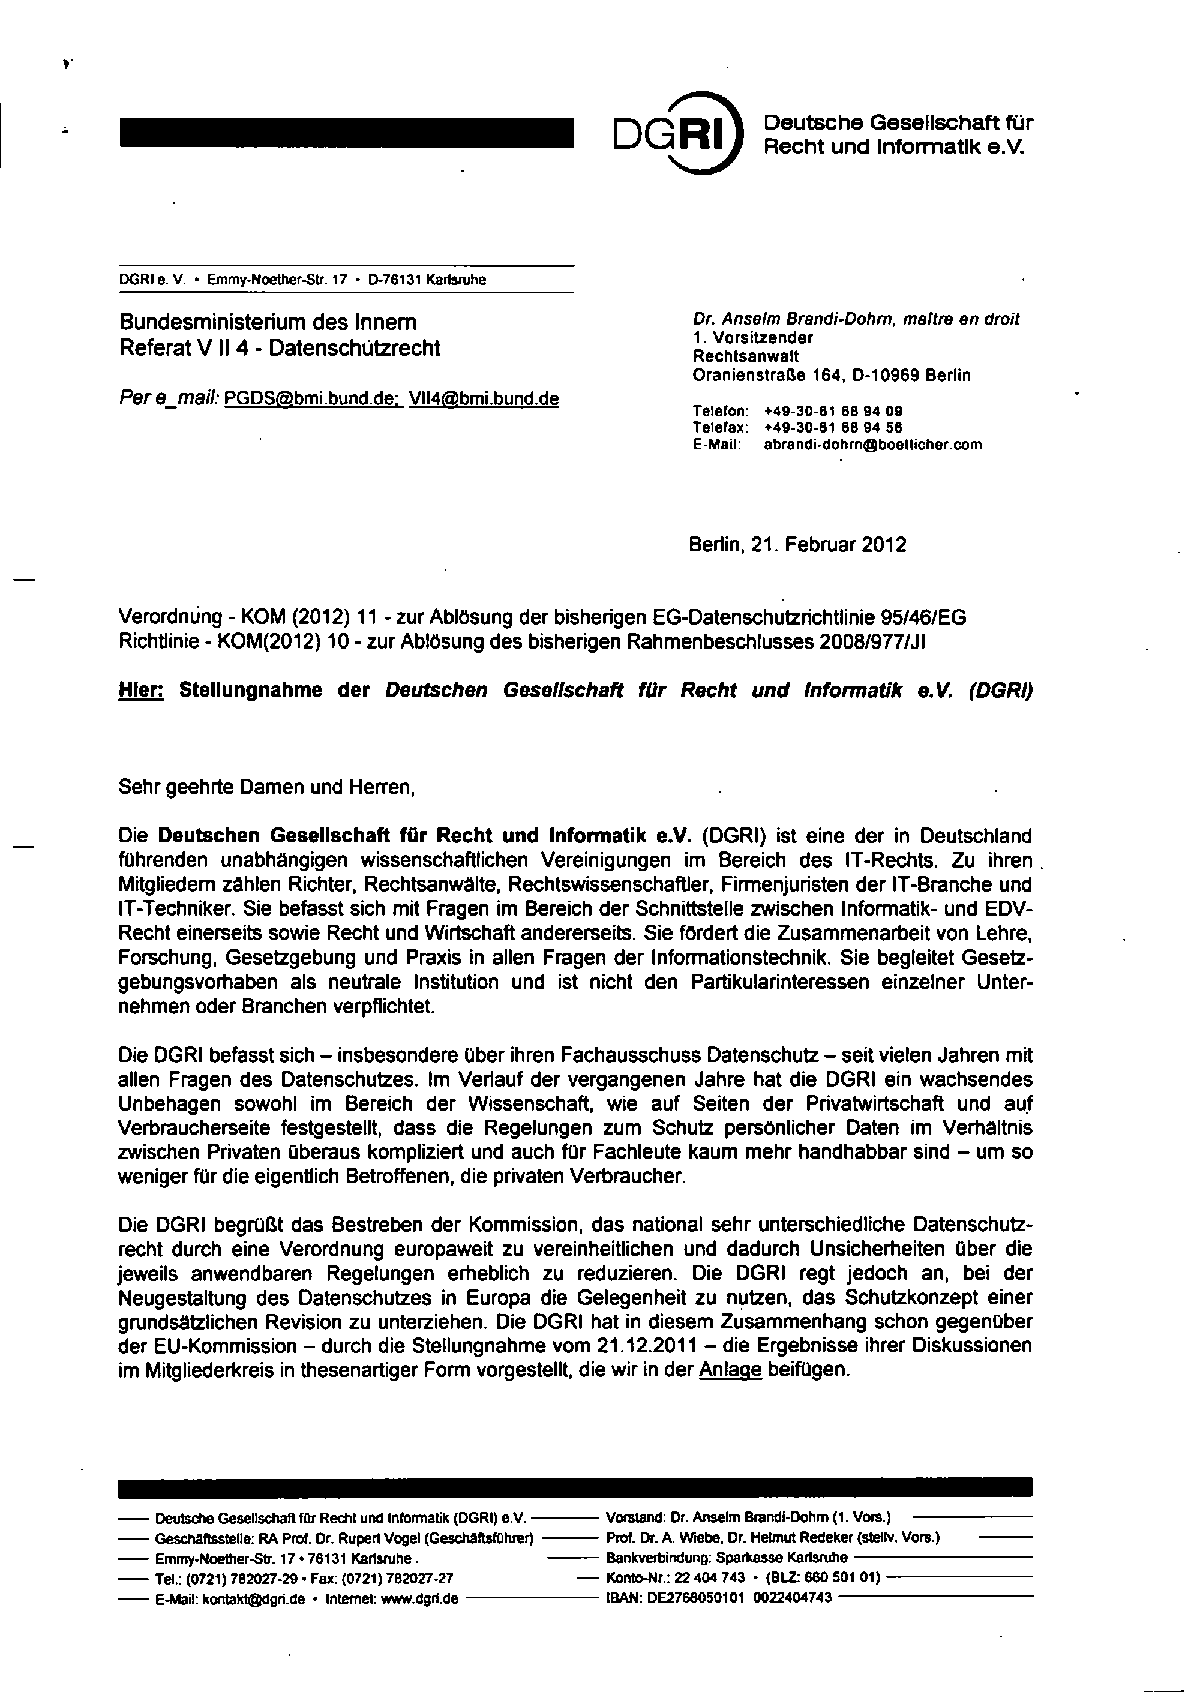 DGRI
Deutsche Gesellschaft für
Recht und Informatik e.V.
DGRI e. V. • Emmy-Noether-Str. 17 • D-76131 Karlsruhe
Bundesministerium des Innern
Referat V II 4 - Datenschutzrecht
Per e_mail: PGDS@bmi.bund.de; VII4@bmi.bund.de
Dr. Anselm Brandi-Dohrn, maître en droit
1. Vorsitzender
Rechtsanwalt
Oranienstraße 164, D-10969 Berlin
Telefon: +49-30-61 68 94 09
Telefax: +49-30-61 68 94 56
E-Mail: abrandi-dohrn@boetticher.com
Berlin, 21. Februar 2012
Verordnung - KOM (2012) 11 - zur Ablösung der bisherigen EG-Datenschutzrichtlinie 95/46/EG
Richtlinie - KOM(2012) 10 - zur Ablösung des bisherigen Rahmenbeschlusses 2008/977/JI
Hier: Stellungnahme der Deutschen Gesellschaft für Recht und Informatik e.V. (DGRI)
Sehr geehrte Damen und Herren,
Die Deutschen Gesellschaft für Recht und Informatik e.V. (DGRI) ist eine der in Deutschland
führenden unabhängigen wissenschaftlichen Vereinigungen im Bereich des IT-Rechts. Zu ihren
Mitgliedern zählen Richter, Rechtsanwälte, Rechtswissenschaftler, Firmenjuristen der IT-Branche und
IT-Techniker. Sie befasst sich mit Fragen im Bereich der Schnittstelle zwischen Informatik- und EDV-
Recht einerseits sowie Recht und Wirtschaft andererseits. Sie fördert die Zusammenarbeit von Lehre,
Forschung, Gesetzgebung und Praxis in allen Fragen der Informationstechnik. Sie begleitet Gesetz-
gebungsvorhaben als neutrale Institution und ist nicht den Partikularinteressen einzelner Unter-
nehmen oder Branchen verpflichtet.
Die DGRI befasst sich – insbesondere über ihren Fachausschuss Datenschutz – seit vielen Jahren mit
allen Fragen des Datenschutzes. Im Verlauf der vergangenen Jahre hat die DGRI ein wachsendes
Unbehagen sowohl im Bereich der Wissenschaft, wie auf Seiten der Privatwirtschaft und auf
Verbraucherseite festgestellt, dass die Regelungen zum Schutz persönlicher Daten im Verhältnis
zwischen Privaten überaus kompliziert und auch für Fachleute kaum mehr handhabbar sind – um so
weniger für die eigentlich Betroffenen, die privaten Verbraucher.
Die DGRI begrüßt das Bestreben der Kommission, das national sehr unterschiedliche Datenschutz-
recht durch eine Verordnung europaweit zu vereinheitlichen und dadurch Unsicherheiten über die
jeweils anwendbaren Regelungen erheblich zu reduzieren. Die DGRI regt jedoch an, bei der
Neugestaltung des Datenschutzes in Europa die Gelegenheit zu nutzen, das Schutzkonzept einer
grundsätzlichen Revision zu unterziehen. Die DGRI hat in diesem Zusammenhang schon gegenüber
der EU-Kommission – durch die Stellungnahme vom 21.12.2011 – die Ergebnisse ihrer Diskussionen
im Mitgliederkreis in thesenartiger Form vorgestellt, die wir in der Anlage beifügen.
Deutsche Gesellschaft für Recht und Informatik (DGRI) e.V.
Geschäftsstelle: RA Prof. Dr. Rupert Vogel (Geschäftsführer)
Emmy-Noether-Str. 17 • 76131 Karlsruhe
Tel.: (0721) 782027-29 • Fax: (0721) 782027-27
E-Mail: kontakt@dgri.de • Internet: www.dgri.de
Vorstand: Dr. Anselm Brandi-Dohrn (1. Vors.)
Prof. Dr. A. Wiebe, Dr. Helmut Redeker (stellv. Vors.)
Bankverbindung: Sparkasse Karlsruhe
Konto-Nr.: 22 404 743 • (BLZ: 660 501 01)
IBAN: DE2766050101 0022404743